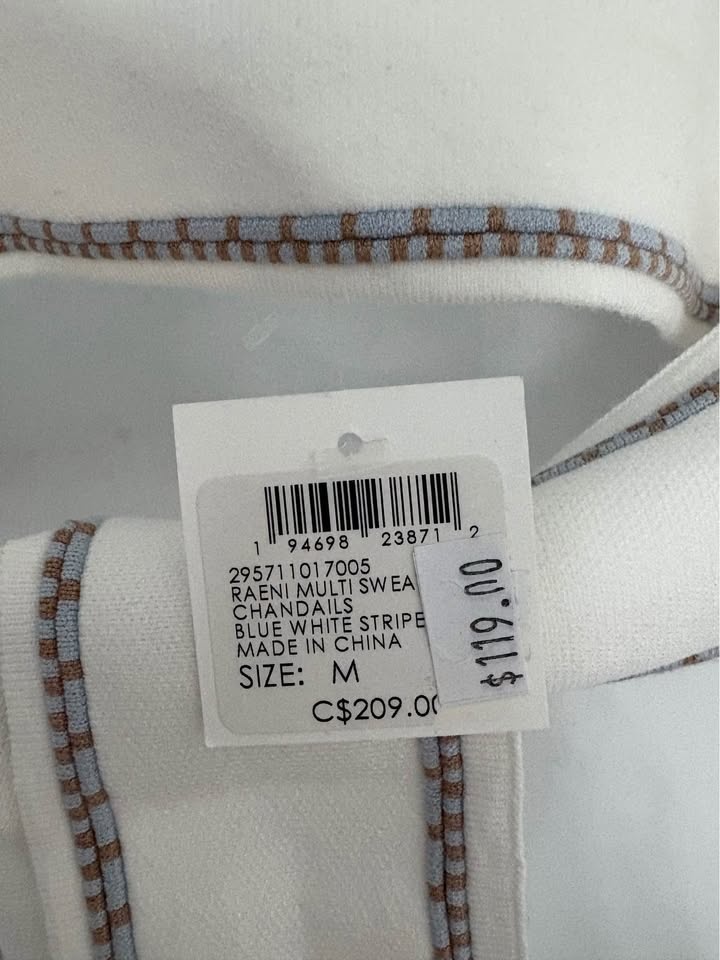 1 94698 23871 2
295711017005
RAENI MULTI SWEA
CHANDAILS
BLUE WHITE STRIPE
MADE IN CHINA
SIZE: M
C$209.00
$119.00